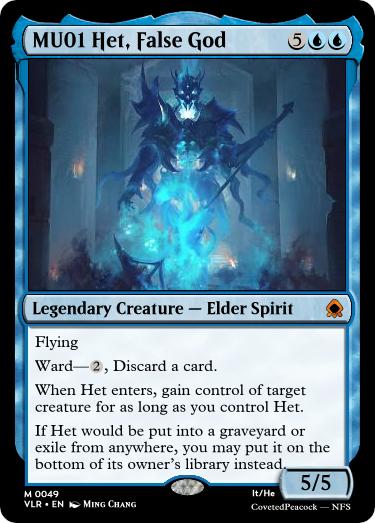 MU01 Het, False God 5
Legendary Creature — Elder Spirit
Flying
Ward—2, Discard a card.
When Het enters, gain control of target
creature for as long as you control Het.
If Het would be put into a graveyard or
exile from anywhere, you may put it on the
bottom of its owner's library instead.
5/5
M 0049 It/He
VLR • EN Ming Chang CovetedPeacock — NFS